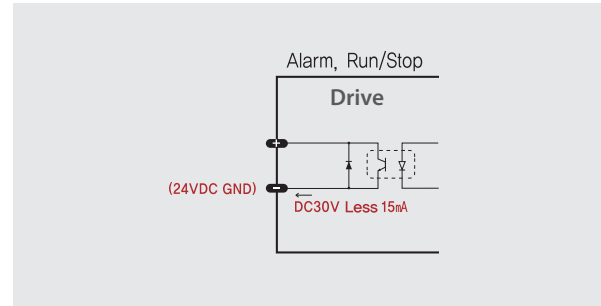 Alarm, Run/Stop
Drive
+
(24VDC GND) −
DC30V Less 15mA